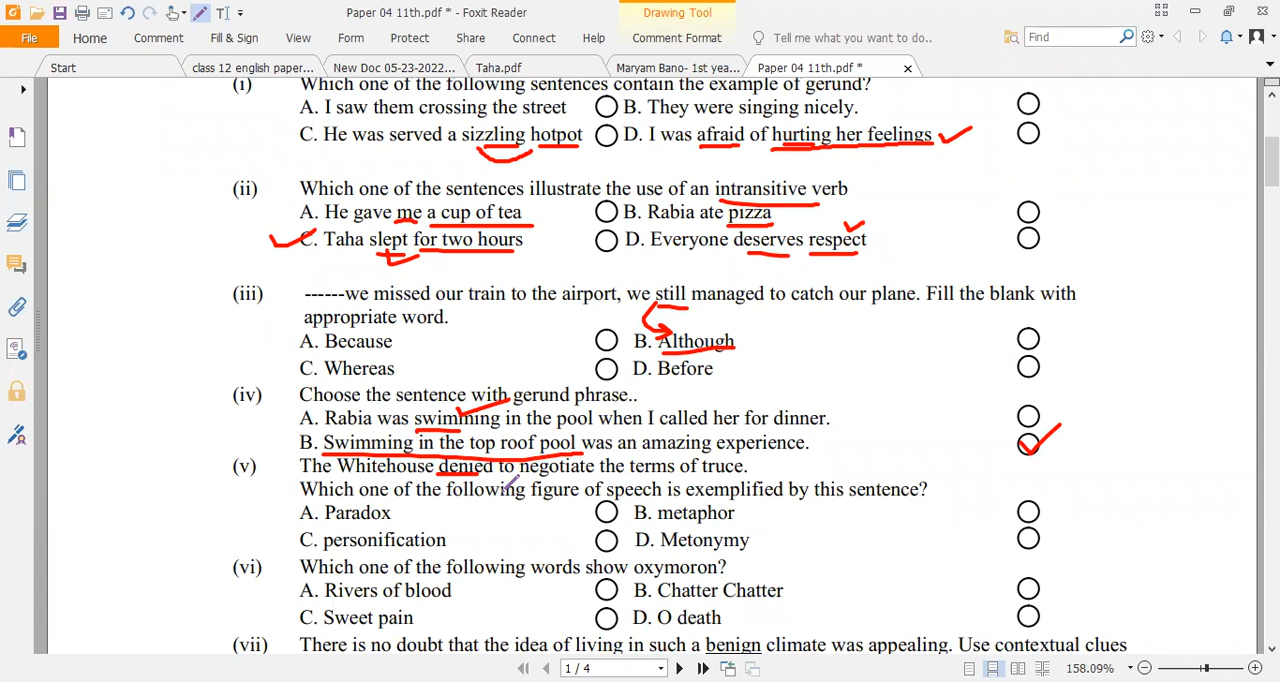 Paper 04 11th.pdf * - Foxit Reader
Drawing Tool
File Home Comment Fill & Sign View Form Protect Share Connect Help Comment Format Tell me what you want to do.. Find
Start class 12 english paper... New Doc 05-23-2022... Taha.pdf Maryam Bano- 1st yea... Paper 04 11th.pdf *
(i) Which one of the following sentences contain the example of gerund?
A. I saw them crossing the street B. They were singing nicely.
C. He was served a sizzling hotpot D. I was afraid of hurting her feelings
(ii) Which one of the sentences illustrate the use of an intransitive verb
A. He gave me a cup of tea B. Rabia ate pizza
C. Taha slept for two hours D. Everyone deserves respect
(iii) ------we missed our train to the airport, we still managed to catch our plane. Fill the blank with
appropriate word.
A. Because B. Although
C. Whereas D. Before
(iv) Choose the sentence with gerund phrase..
A. Rabia was swimming in the pool when I called her for dinner.
B. Swimming in the top roof pool was an amazing experience.
(v) The Whitehouse denied to negotiate the terms of truce.
Which one of the following figure of speech is exemplified by this sentence?
A. Paradox B. metaphor
C. personification D. Metonymy
(vi) Which one of the following words show oxymoron?
A. Rivers of blood B. Chatter Chatter
C. Sweet pain D. O death
(vii) There is no doubt that the idea of living in such a benign climate was appealing. Use contextual clues
1 / 4 158.09%